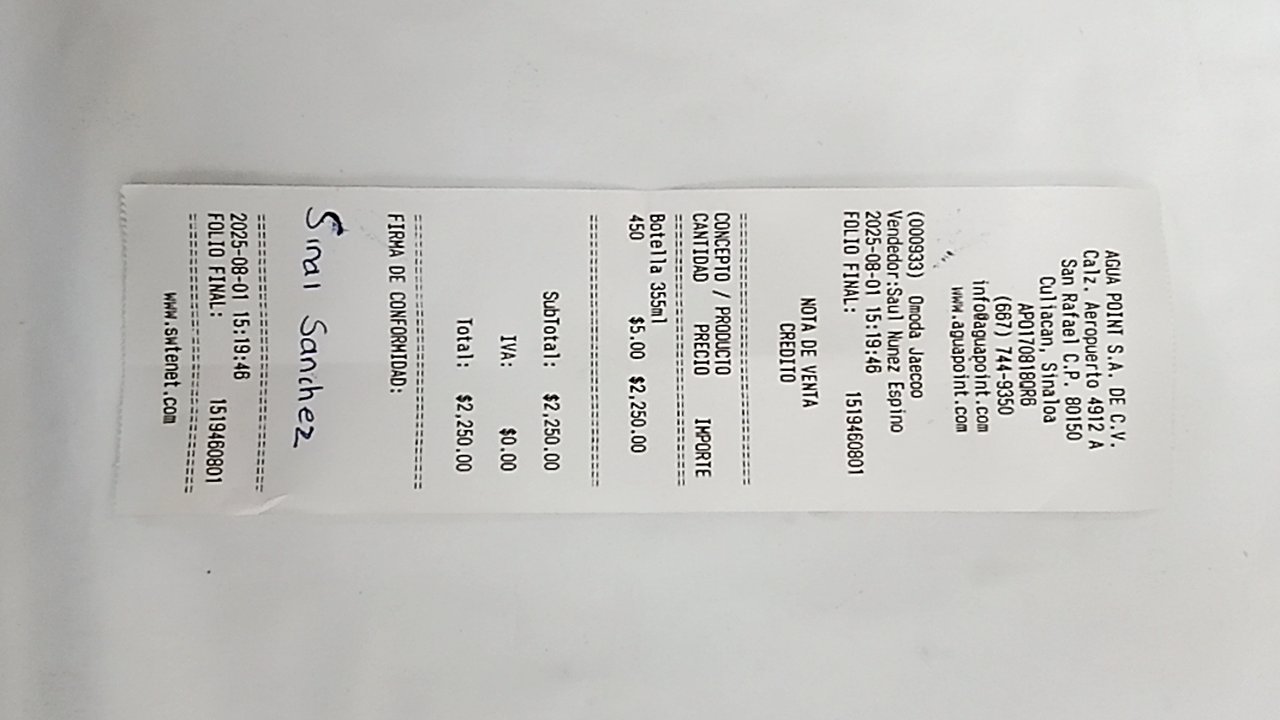 AGUA POINT S.A. DE C.V.
Calz. Aeropuerto 4912 A
San Rafael C.P. 80150
Culiacan, Sinaloa
APO170818QR6
(667) 744-9350
info@aguapoint.com
www.aguapoint.com
(000933) Omoda Jaecoo
Vendedor:Saul Nunez Espino
2025-08-01 15:19:46
FOLIO FINAL: 1519460801
NOTA DE VENTA
CREDITO
==============================
CONCEPTO / PRODUCTO
CANTIDAD PRECIO IMPORTE
==============================
Botella 355ml
450 $5.00 $2,250.00
==============================
SubTotal: $2,250.00
IVA: $0.00
Total: $2,250.00
==============================
FIRMA DE CONFORMIDAD:
Sinai Sanchez
==============================
2025-08-01 15:19:46
FOLIO FINAL: 1519460801
==============================
www.swtenet.com